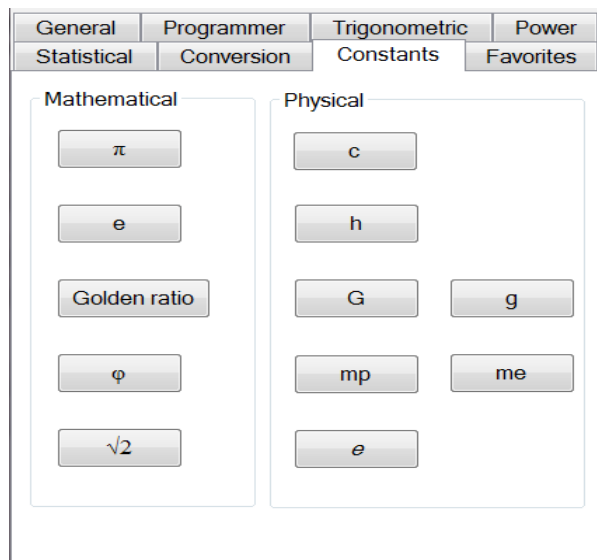 General Programmer Trigonometric Power
Statistical Conversion Constants Favorites
Mathematical Physical
π c
e h
Golden ratio G g
φ mp me
√2 e